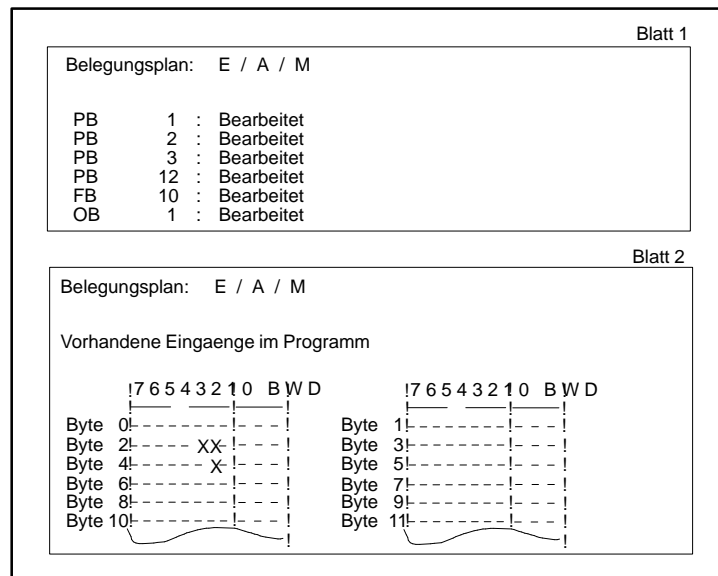 Blatt 1
Belegungsplan: E / A / M
PB 1 : Bearbeitet
PB 2 : Bearbeitet
PB 3 : Bearbeitet
PB 12 : Bearbeitet
FB 10 : Bearbeitet
OB 1 : Bearbeitet
Blatt 2
Belegungsplan: E / A / M
Vorhandene Eingaenge im Programm
!7 6 5 4 3 2 1 0 B W D !7 6 5 4 3 2 1 0 B W D
Byte 0!- - - - - - - - ! - - - ! Byte 1!- - - - - - - - ! - - - !
Byte 2!- - - - - XX- ! - - - ! Byte 3!- - - - - - - - ! - - - !
Byte 4!- - - - - - X- ! - - - ! Byte 5!- - - - - - - - ! - - - !
Byte 6!- - - - - - - - ! - - - ! Byte 7!- - - - - - - - ! - - - !
Byte 8!- - - - - - - - ! - - - ! Byte 9!- - - - - - - - ! - - - !
Byte 10!- - - - - - - - ! - - - ! Byte 11!- - - - - - - - ! - - - !